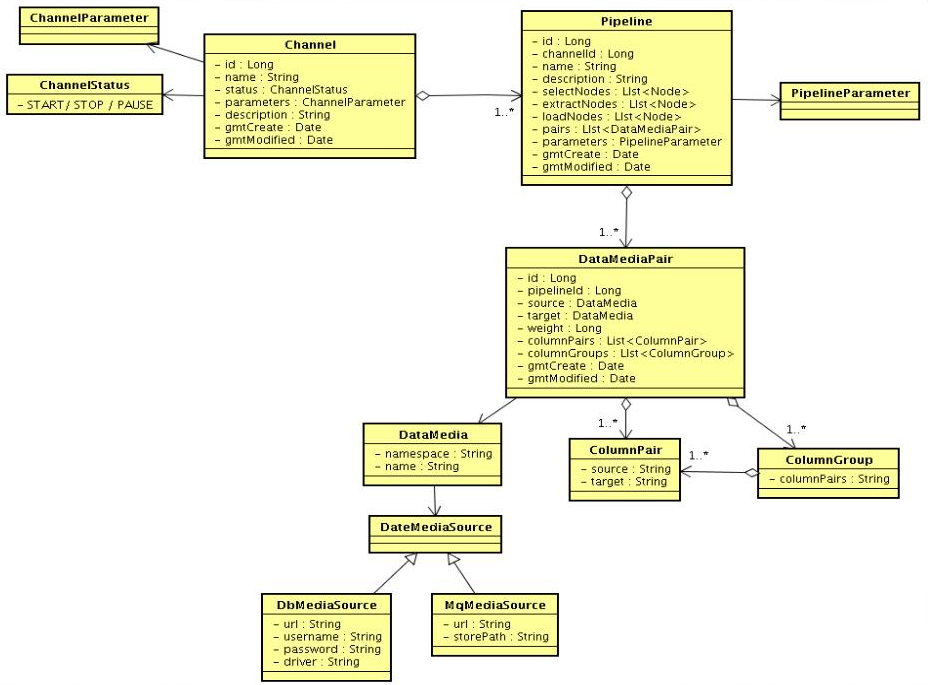 ChannelParameter
Channel
- id : Long
- name : String
- status : ChannelStatus
- parameters : ChannelParameter
- description : String
- gmtCreate : Date
- gmtModified : Date
ChannelStatus
- START/ STOP / PAUSE
1..*
Pipeline
- id : Long
- channelId : Long
- name : String
- description : String
- selectNodes : LIst<Node>
- extractNodes : LIst<Node>
- loadNodes : LIst<Node>
- pairs : LIst<DataMediaPair>
- parameters : PipelineParameter
- gmtCreate : Date
- gmtModified : Date
PipelineParameter
1..*
DataMediaPair
- id : Long
- pipelineId : Long
- source : DataMedia
- target : DataMedia
- weight : Long
- columnPairs : List<ColumnPair>
- columnGroups : LIst<ColumnGroup>
- gmtCreate : Date
- gmtModified : Date
DataMedia
- namespace : String
- name : String
1..*
ColumnPair
- source : String
- target : String
1..*
1..*
ColumnGroup
- columnPairs : String
DateMediaSource
DbMediaSource
- url : String
- username : String
- password : String
- driver : String
MqMediaSource
- url : String
- storePath : String